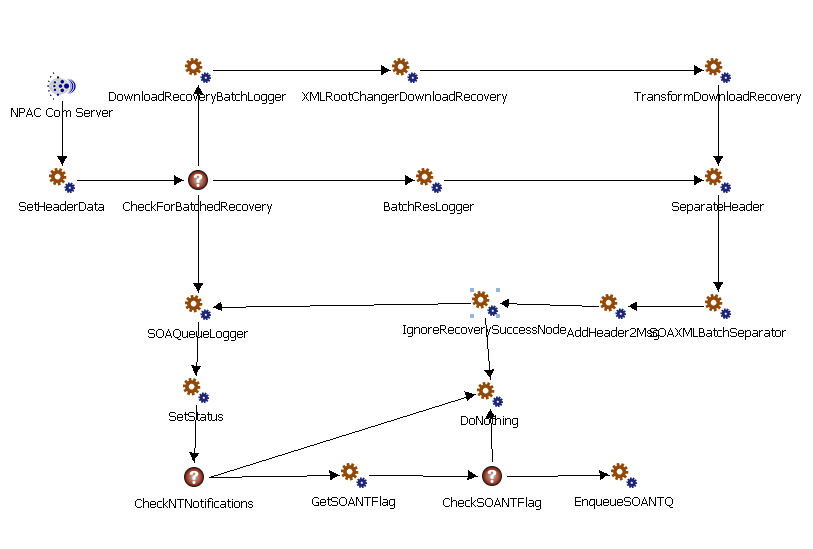 DownloadRecoveryBatchLogger
XMLRootChangerDownloadRecovery
TransformDownloadRecovery
NPAC Com Server
SetHeaderData
CheckForBatchedRecovery
BatchResLogger
SeparateHeader
SOAQueueLogger
IgnoreRecoverySuccessNode
AddHeader2Msg
SOAXMLBatchSeparator
SetStatus
DoNothing
CheckNTNotifications
GetSOANTFlag
CheckSOANTFlag
EnqueueSOANTQ